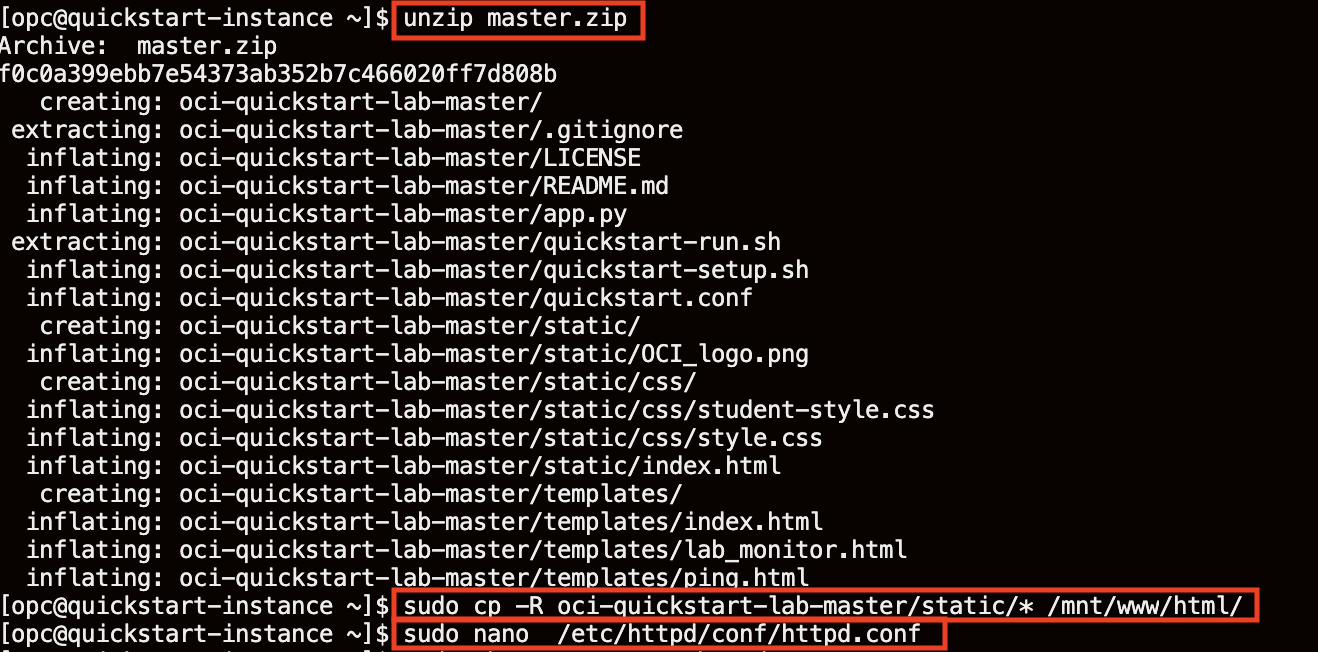 [opc@quickstart-instance ~]$ unzip master.zip
Archive:  master.zip
f0c0a399ebb7e54373ab352b7c466020ff7d808b
   creating: oci-quickstart-lab-master/
 extracting: oci-quickstart-lab-master/.gitignore
  inflating: oci-quickstart-lab-master/LICENSE
  inflating: oci-quickstart-lab-master/README.md
  inflating: oci-quickstart-lab-master/app.py
 extracting: oci-quickstart-lab-master/quickstart-run.sh
  inflating: oci-quickstart-lab-master/quickstart-setup.sh
  inflating: oci-quickstart-lab-master/quickstart.conf
   creating: oci-quickstart-lab-master/static/
  inflating: oci-quickstart-lab-master/static/OCI_logo.png
   creating: oci-quickstart-lab-master/static/css/
  inflating: oci-quickstart-lab-master/static/css/student-style.css
  inflating: oci-quickstart-lab-master/static/css/style.css
  inflating: oci-quickstart-lab-master/static/index.html
   creating: oci-quickstart-lab-master/templates/
  inflating: oci-quickstart-lab-master/templates/index.html
  inflating: oci-quickstart-lab-master/templates/lab_monitor.html
  inflating: oci-quickstart-lab-master/templates/ping.html
[opc@quickstart-instance ~]$ sudo cp -R oci-quickstart-lab-master/static/* /mnt/www/html/
[opc@quickstart-instance ~]$ sudo nano  /etc/httpd/conf/httpd.conf